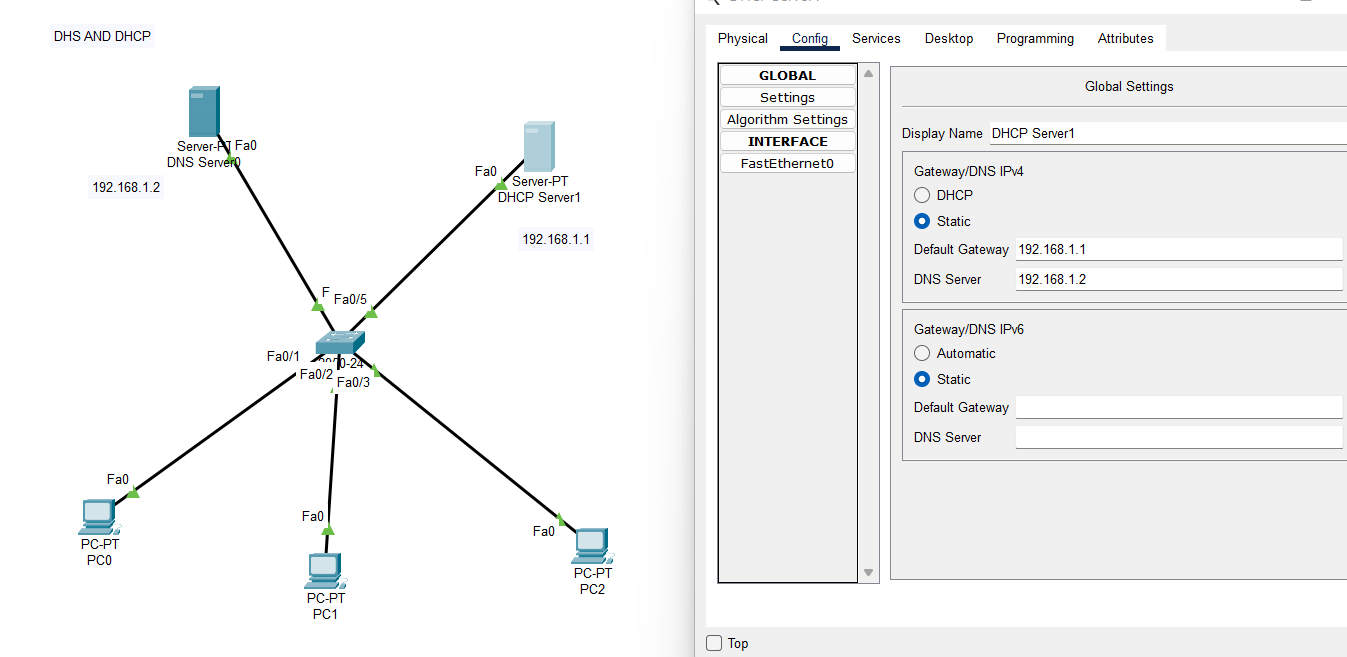 DHS AND DHCP
Server-PT
Fa0
DNS Server0
192.168.1.2
Fa0
Server-PT
DHCP Server1
192.168.1.1
F
Fa0/5
Fa0/1
Fa0/2
Fa0/3
Fa0
PC-PT
PC0
Fa0
PC-PT
PC1
Fa0
PC-PT
PC2
Physical Config Services Desktop Programming Attributes
GLOBAL
Settings
Algorithm Settings
INTERFACE
FastEthernet0
Global Settings
Display Name DHCP Server1
Gateway/DNS IPv4
DHCP
Static
Default Gateway 192.168.1.1
DNS Server 192.168.1.2
Gateway/DNS IPv6
Automatic
Static
Default Gateway
DNS Server
Top